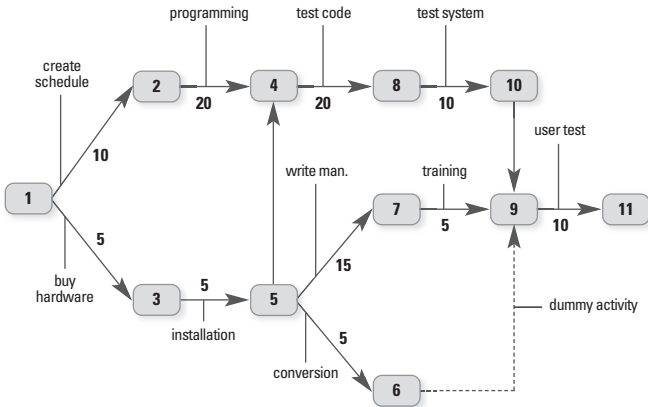 programming
test code
test system
create
schedule
2
4
8
10
20
20
10
10
user test
write man.
training
1
7
9
11
5
10
5
15
buy
hardware
5
3
5
5
installation
dummy activity
conversion
6